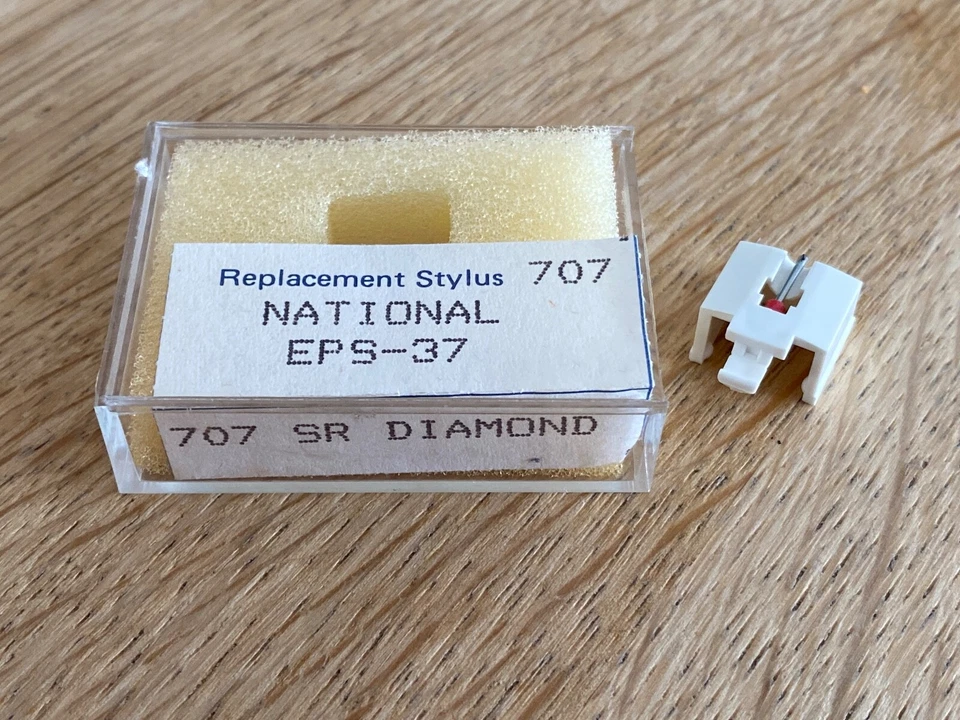 Replacement Stylus 707
NATIONAL
EPS-37
707 SR DIAMOND